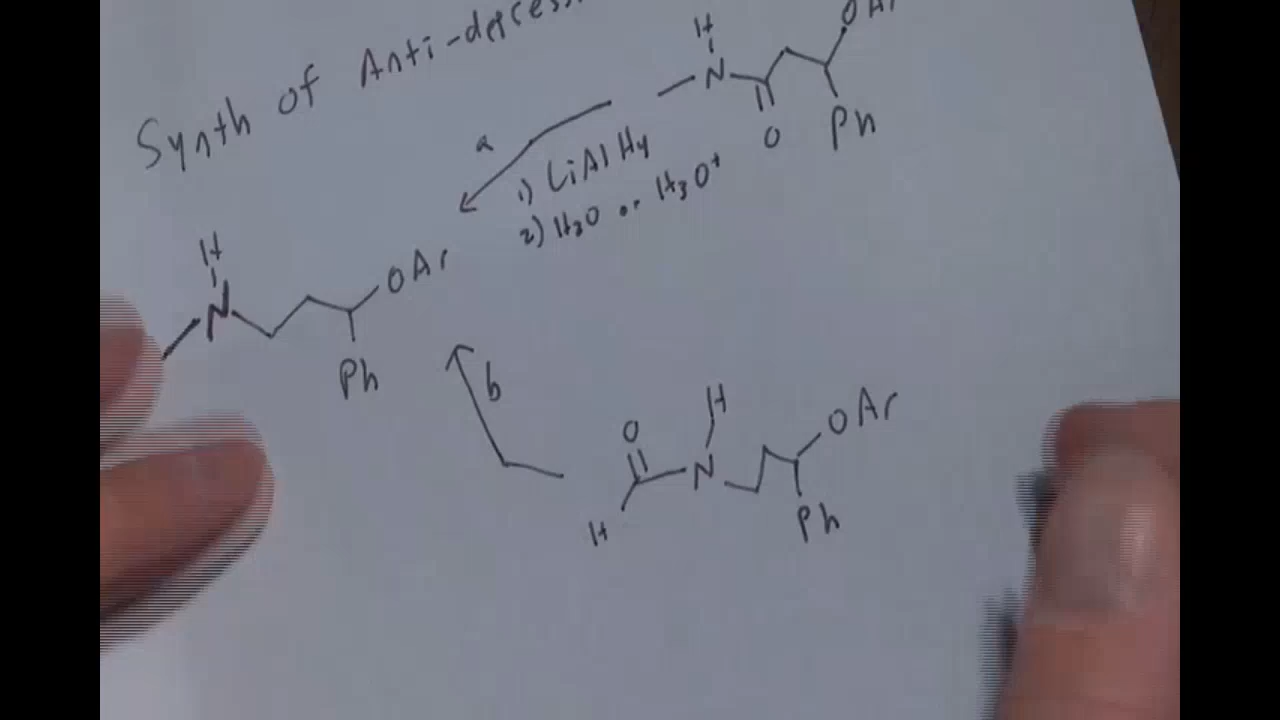 Synth of Anti-depress
H
OAr
N
O
Ph
a
1) LiAlH4
2) H2O or H3O+
H
N
OAr
Ph
b
O
H
OAr
N
H
Ph